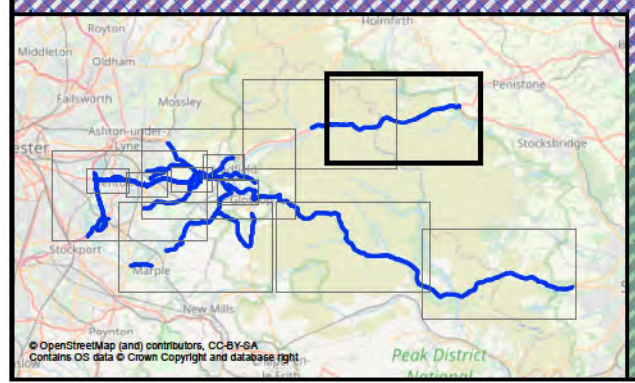 Royton
Holmfirth
Middleton
Oldham
Penistone
Failsworth
Mossley
Stocksbridge
Ashton-under-
Lyne
Stockport
Marple
New Mills
Poynton
© OpenStreetMap (and) contributors, CC-BY-SA
Contains OS data © Crown Copyright and database right
Peak District
National